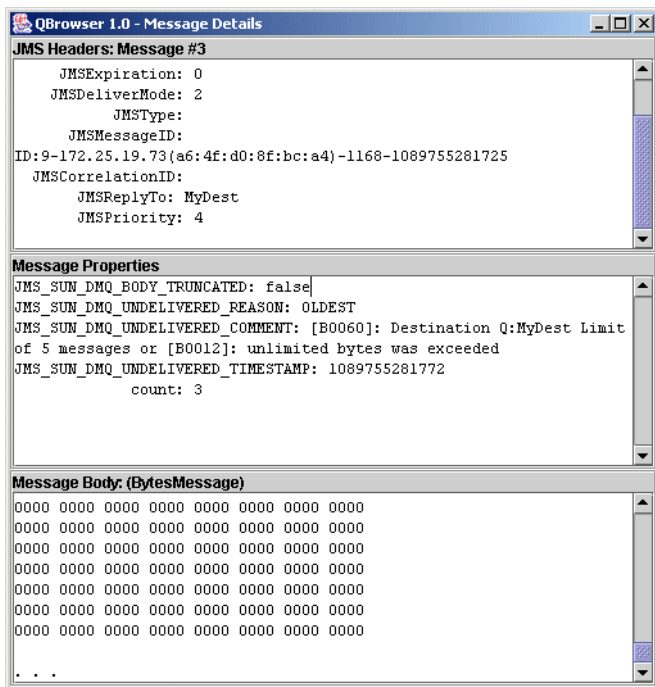 QBrowser 1.0 - Message Details
JMS Headers: Message #3
JMSExpiration: 0
JMSDeliverMode: 2
JMSType:
JMSMessageID:
ID:9-172.25.19.73(a6:4f:d0:8f:bc:a4)-1168-1089755281725
JMSCorrelationID:
JMSReplyTo: MyDest
JMSPriority: 4
Message Properties
JMS_SUN_DMQ_BODY_TRUNCATED: false
JMS_SUN_DMQ_UNDELIVERED_REASON: OLDEST
JMS_SUN_DMQ_UNDELIVERED_COMMENT: [B0060]: Destination Q:MyDest Limit
of 5 messages or [B0012]: unlimited bytes was exceeded
JMS_SUN_DMQ_UNDELIVERED_TIMESTAMP: 1089755281772
count: 3
Message Body: (BytesMessage)
0000 0000 0000 0000 0000 0000 0000 0000
0000 0000 0000 0000 0000 0000 0000 0000
0000 0000 0000 0000 0000 0000 0000 0000
0000 0000 0000 0000 0000 0000 0000 0000
0000 0000 0000 0000 0000 0000 0000 0000
0000 0000 0000 0000 0000 0000 0000 0000
0000 0000 0000 0000 0000 0000 0000 0000
. . .